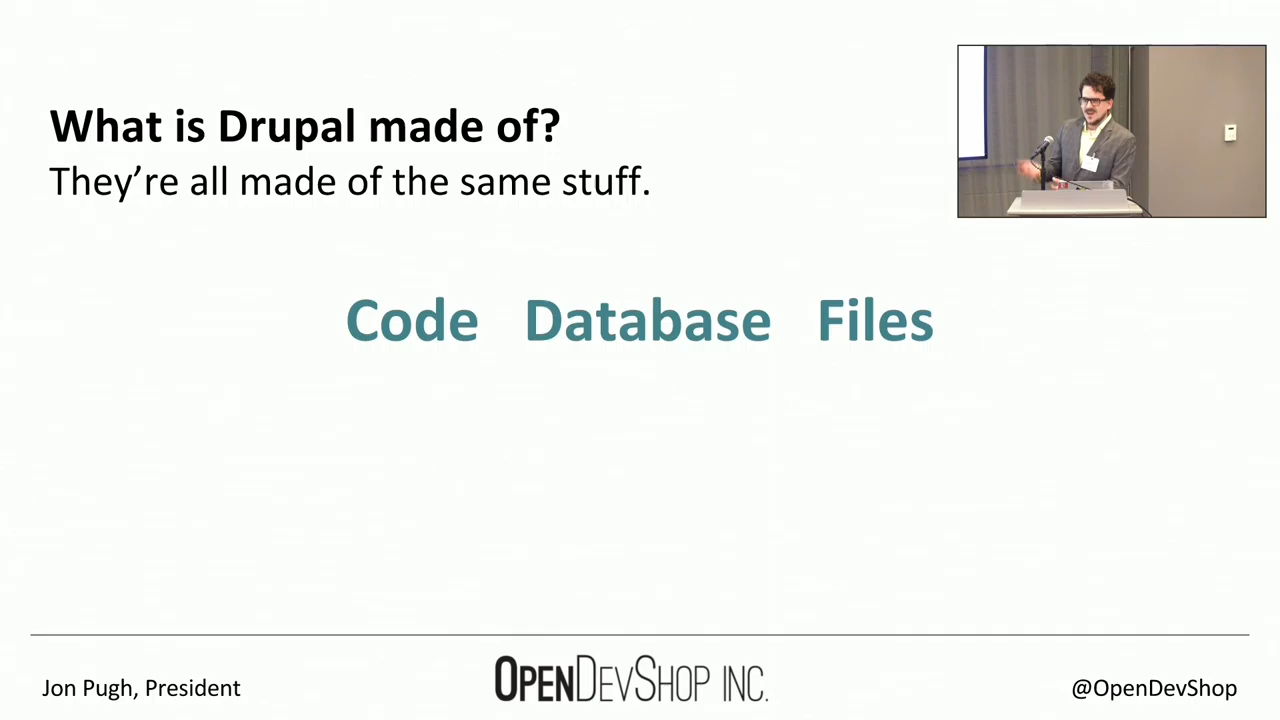 What is Drupal made of?
They’re all made of the same stuff.
Code Database Files
Jon Pugh, President
OPENDEVSHOP INC.
@OpenDevShop